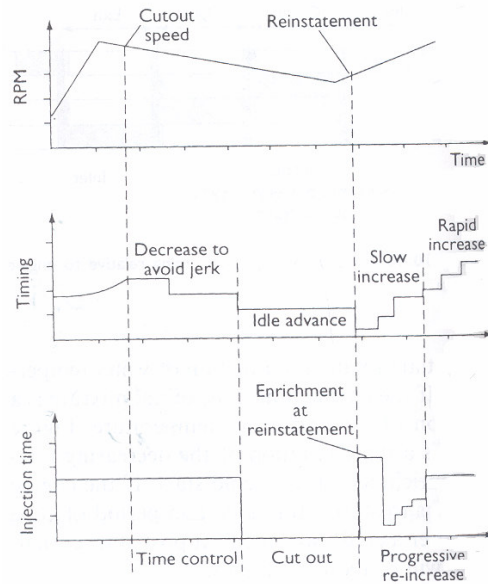 Cutout
speed
Reinstatement
RPM
Time
Decrease to
avoid jerk
Slow
increase
Rapid
increase
Timing
Idle advance
Enrichment
at
reinstatement
Injection time
Time control
Cut out
Progressive
re-increase